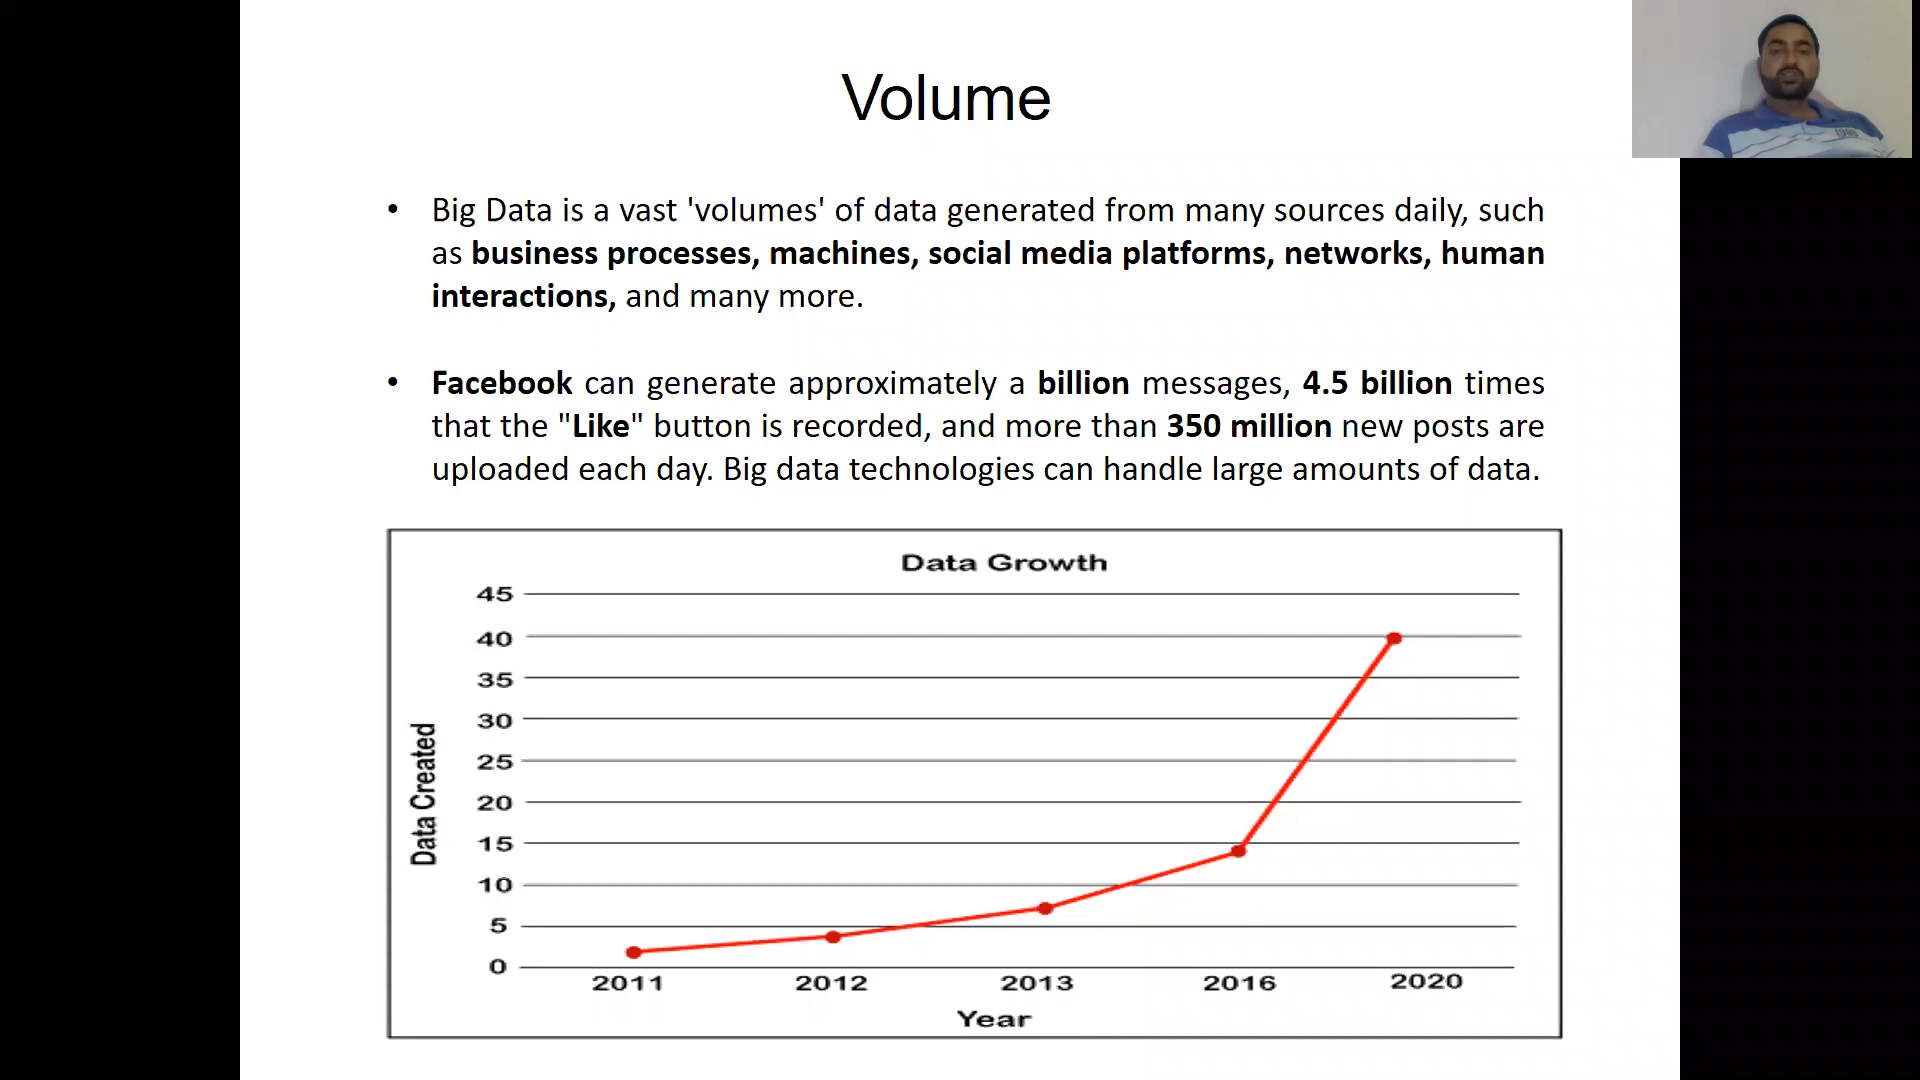 Volume
• Big Data is a vast 'volumes' of data generated from many sources daily, such
as business processes, machines, social media platforms, networks, human
interactions, and many more.
• Facebook can generate approximately a billion messages, 4.5 billion times
that the "Like" button is recorded, and more than 350 million new posts are
uploaded each day. Big data technologies can handle large amounts of data.
Data Growth
45
40
35
30
25
20
15
10
5
0
Data Created
2011 2012 2013 2016 2020
Year